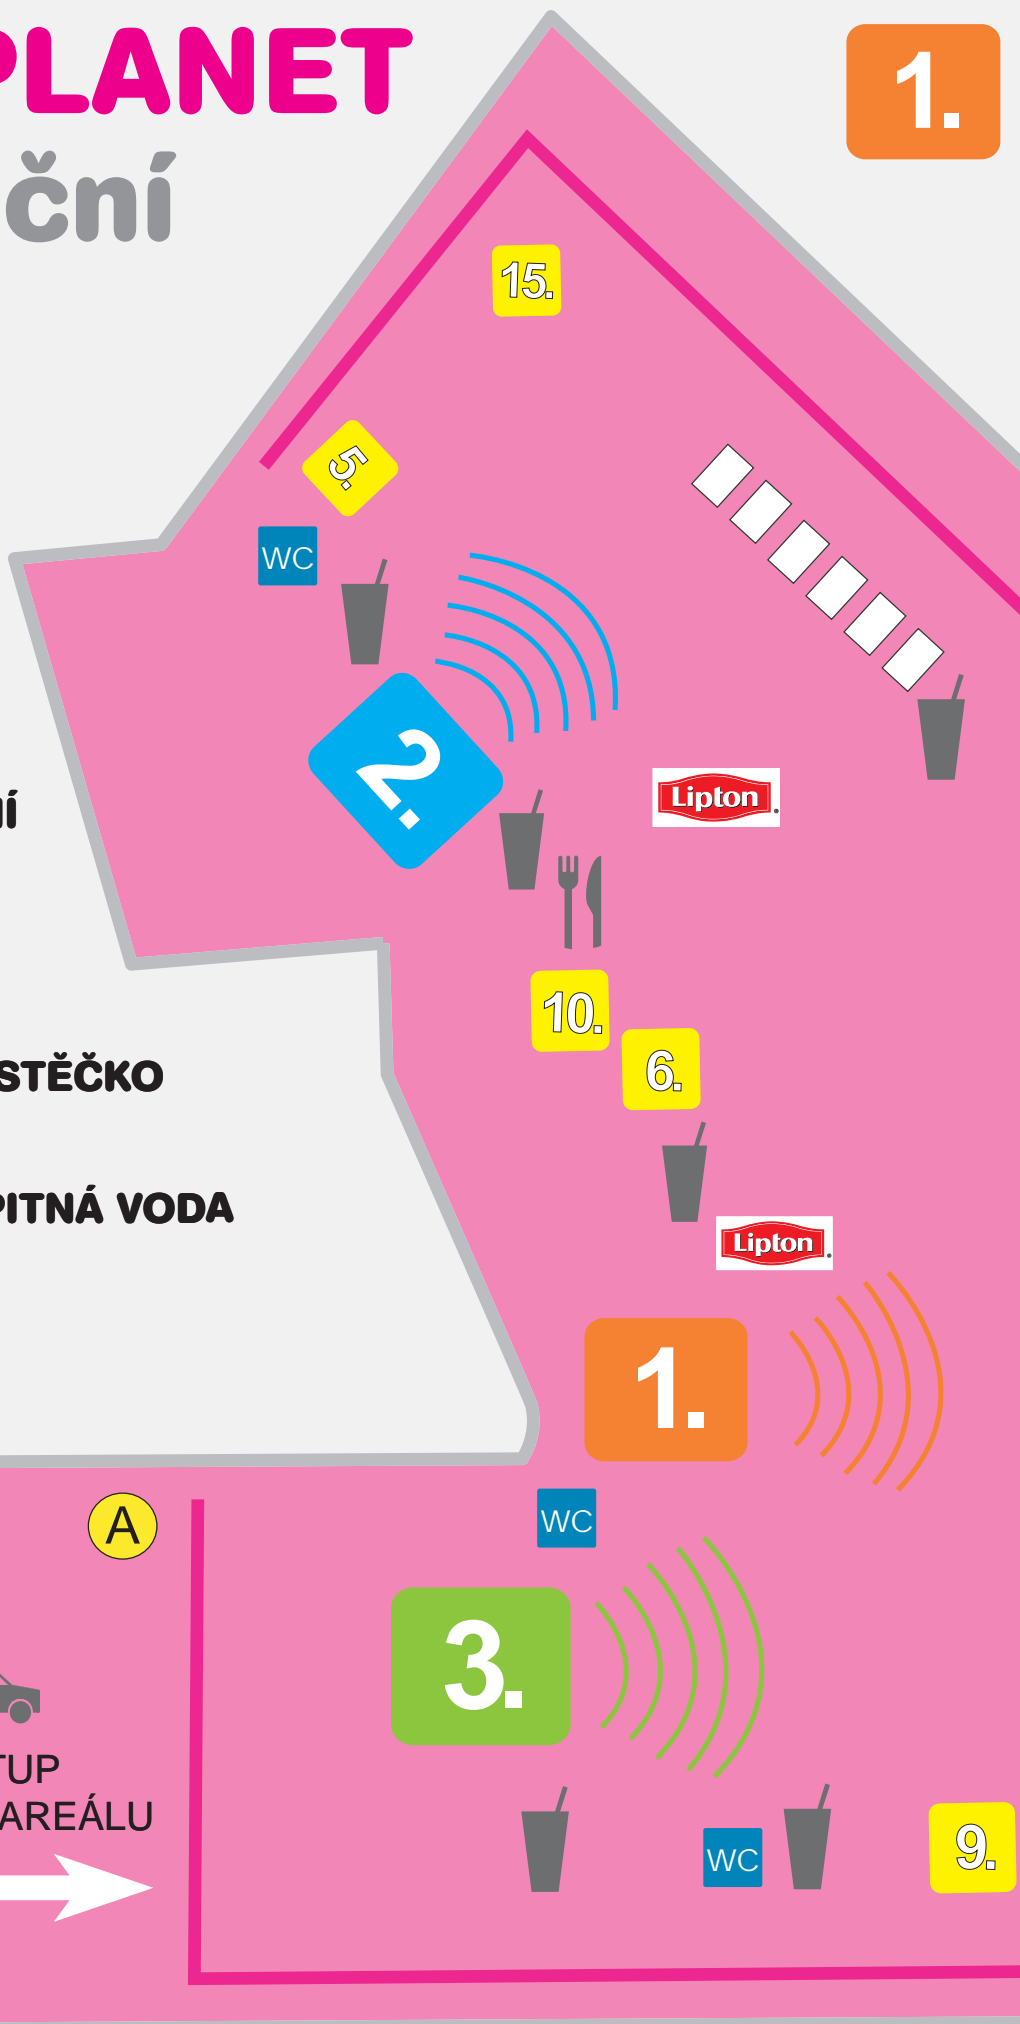 PLANET
ční
1.
15.
5.
WC
2.
Lipton
Í
10.
6.
STĚČKO
PITNÁ VODA
Lipton
1.
A
WC
3.
TUP
AREÁLU
WC
9.